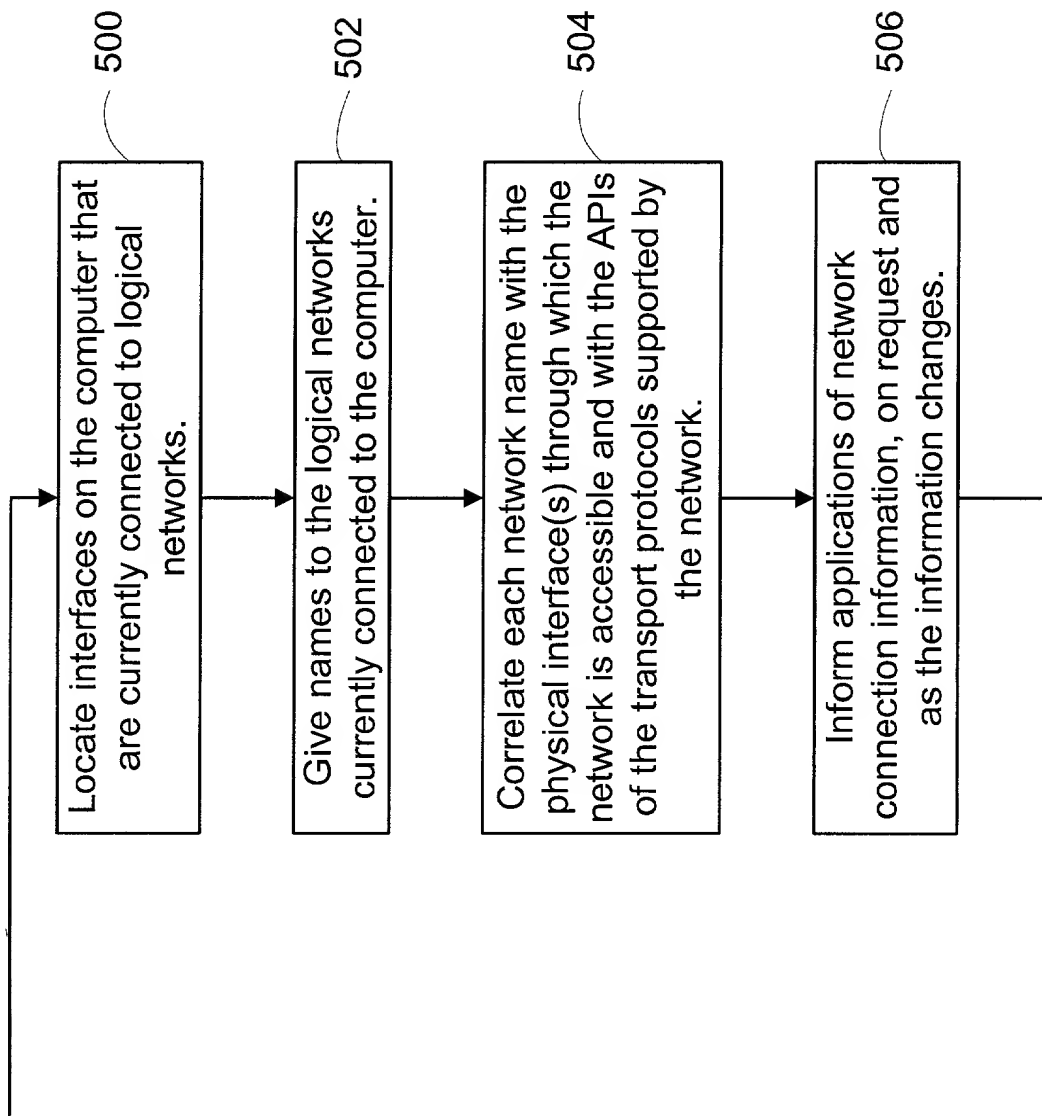 500
Locate interfaces on the computer that
are currently connected to logical
networks.
502
Give names to the logical networks
currently connected to the computer.
504
Correlate each network name with the
physical interface(s) through which the
network is accessible and with the APIs
of the transport protocols supported by
the network.
506
Inform applications of network
connection information, on request and
as the information changes.